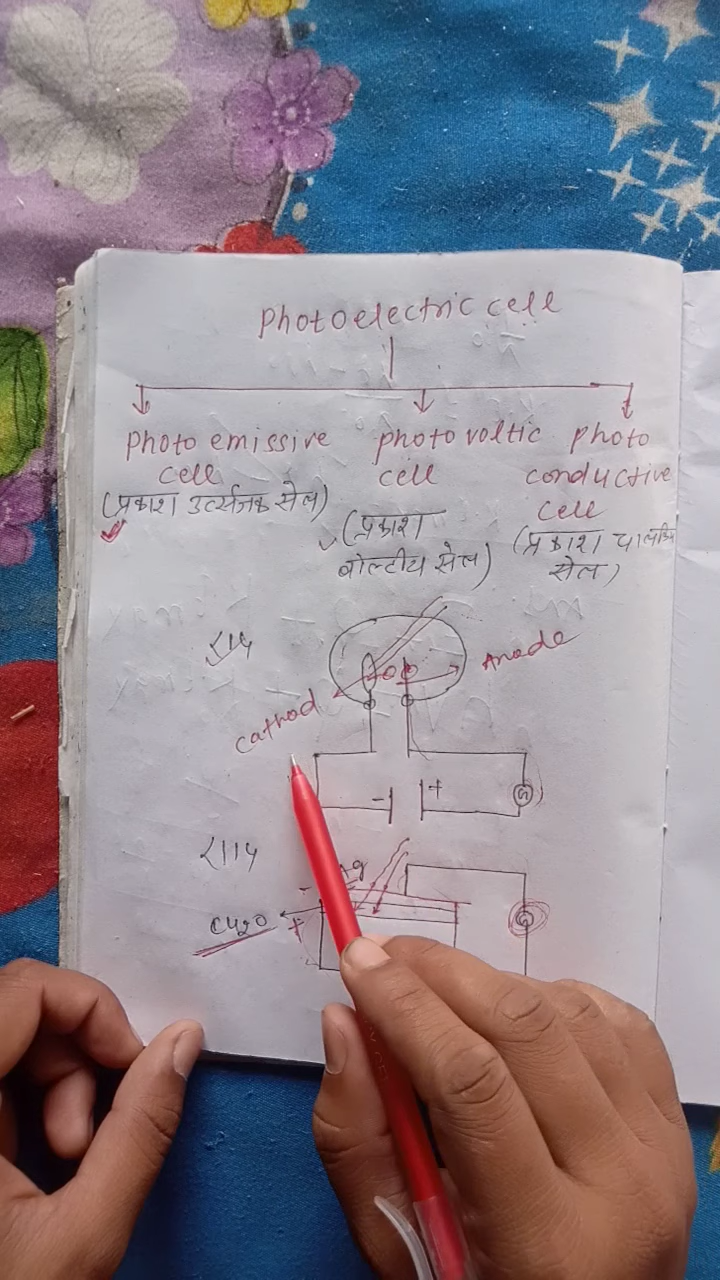 Photoelectric cell
Photo emissive
cell
(प्रकाश उत्सर्जक सेल)
photo voltic
cell
(प्रकाश
वोल्टीय सेल)
photo
conductive
cell
(प्रकाश चालकीय
सेल)
Cathod
Anode
- +
G
Ag
-
Cu2O
+
G